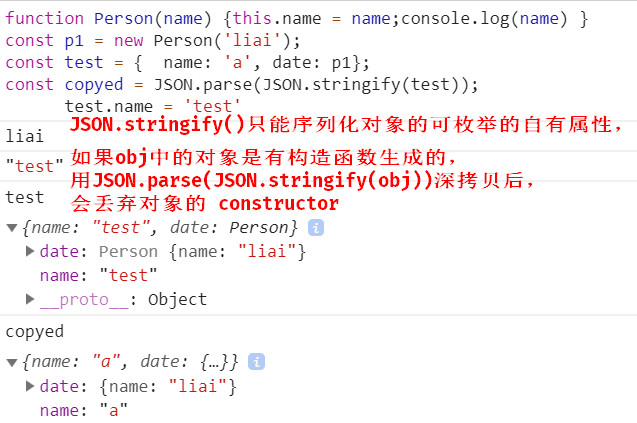 function Person(name) {this.name = name;console.log(name) }
const p1 = new Person('liai');
const test = {  name: 'a', date: p1};
const copyed = JSON.parse(JSON.stringify(test));
test.name = 'test'
JSON.stringify()只能序列化对象的可枚举的自有属性，
liai
如果obj中的对象是有构造函数生成的，
"test"
用JSON.parse(JSON.stringify(obj))深拷贝后，
test
会丢弃对象的 constructor
▼{name: "test", date: Person} i
▶date: Person {name: "liai"}
name: "test"
▶__proto__: Object
copyed
▼{name: "a", date: {…}} i
▶date: {name: "liai"}
name: "a"